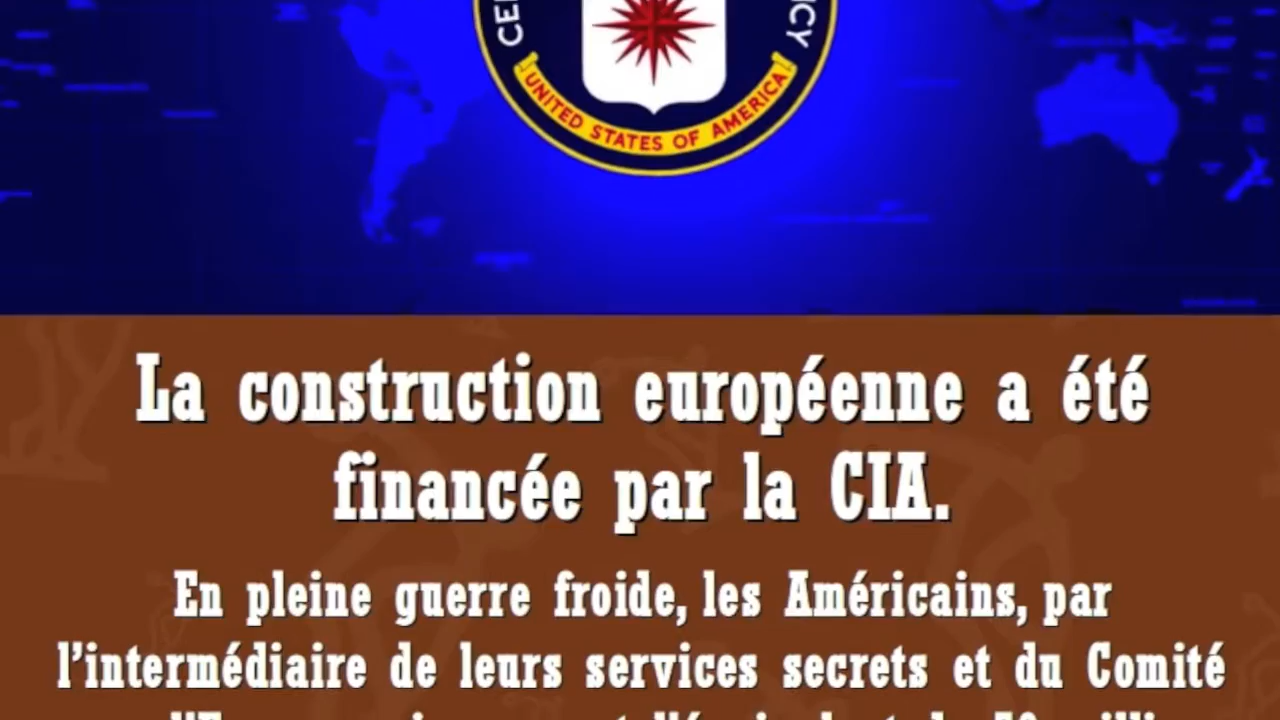 UNITED STATES OF AMERICA
La construction européenne a été
financée par la CIA.
En pleine guerre froide, les Américains, par
l'intermédiaire de leurs services secrets et du Comité